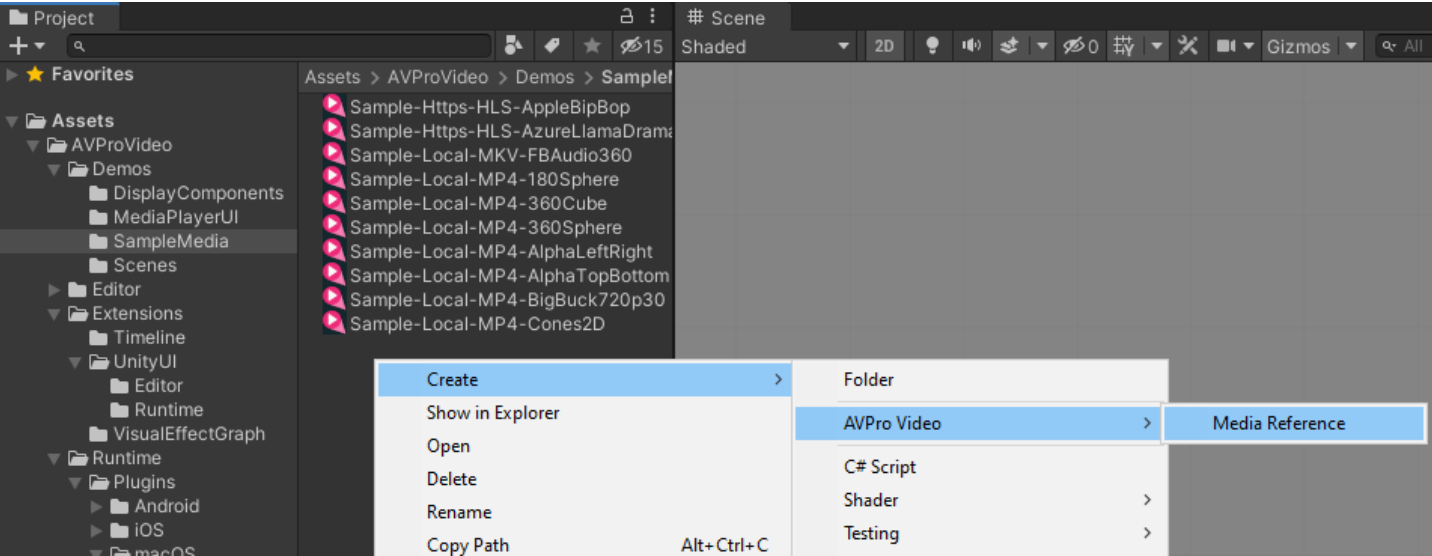 Project
Scene
15
Shaded
2D
0
Gizmos
All
Favorites
Assets > AVProVideo > Demos > SampleM
Assets
AVProVideo
Demos
DisplayComponents
MediaPlayerUI
SampleMedia
Scenes
Editor
Extensions
Timeline
UnityUI
Editor
Runtime
VisualEffectGraph
Runtime
Plugins
Android
iOS
macOS
Sample-Https-HLS-AppleBipBop
Sample-Https-HLS-AzureLlamaDrama
Sample-Local-MKV-FBAudio360
Sample-Local-MP4-180Sphere
Sample-Local-MP4-360Cube
Sample-Local-MP4-360Sphere
Sample-Local-MP4-AlphaLeftRight
Sample-Local-MP4-AlphaTopBottom
Sample-Local-MP4-BigBuck720p30
Sample-Local-MP4-Cones2D
Create >
Show in Explorer
Open
Delete
Rename
Copy Path Alt+Ctrl+C
Folder
AVPro Video >
C# Script
Shader >
Testing >
Media Reference